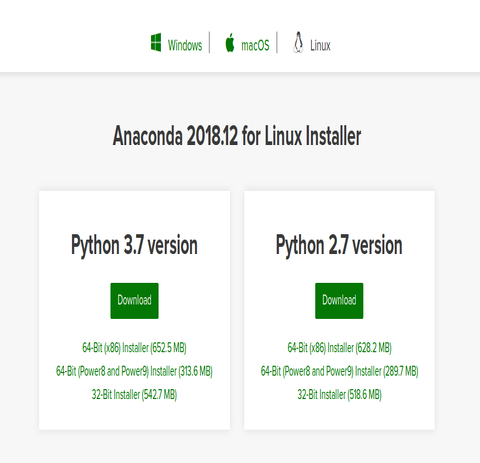 Windows macOS Linux
Anaconda 2018.12 for Linux Installer
Python 3.7 version
Download
64-Bit (x86) Installer (652.5 MB)
64-Bit (Power8 and Power9) Installer (313.6 MB)
32-Bit Installer (542.7 MB)
Python 2.7 version
Download
64-Bit (x86) Installer (628.2 MB)
64-Bit (Power8 and Power9) Installer (289.7 MB)
32-Bit Installer (518.6 MB)